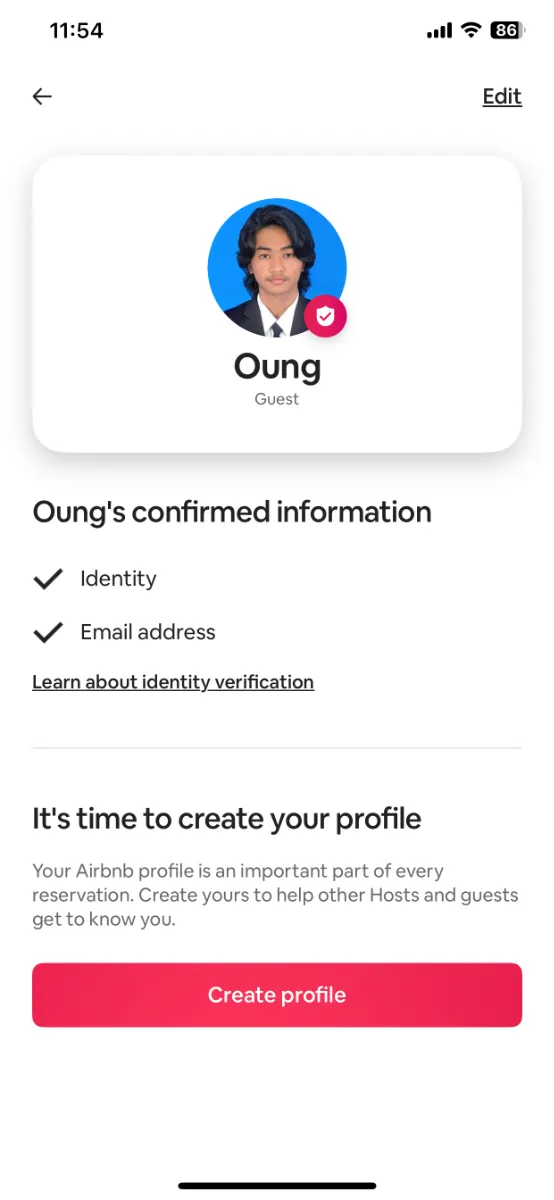 11:54
86
Edit
Oung
Guest
Oung's confirmed information
Identity
Email address
Learn about identity verification
It's time to create your profile
Your Airbnb profile is an important part of every
reservation. Create yours to help other Hosts and guests
get to know you.
Create profile